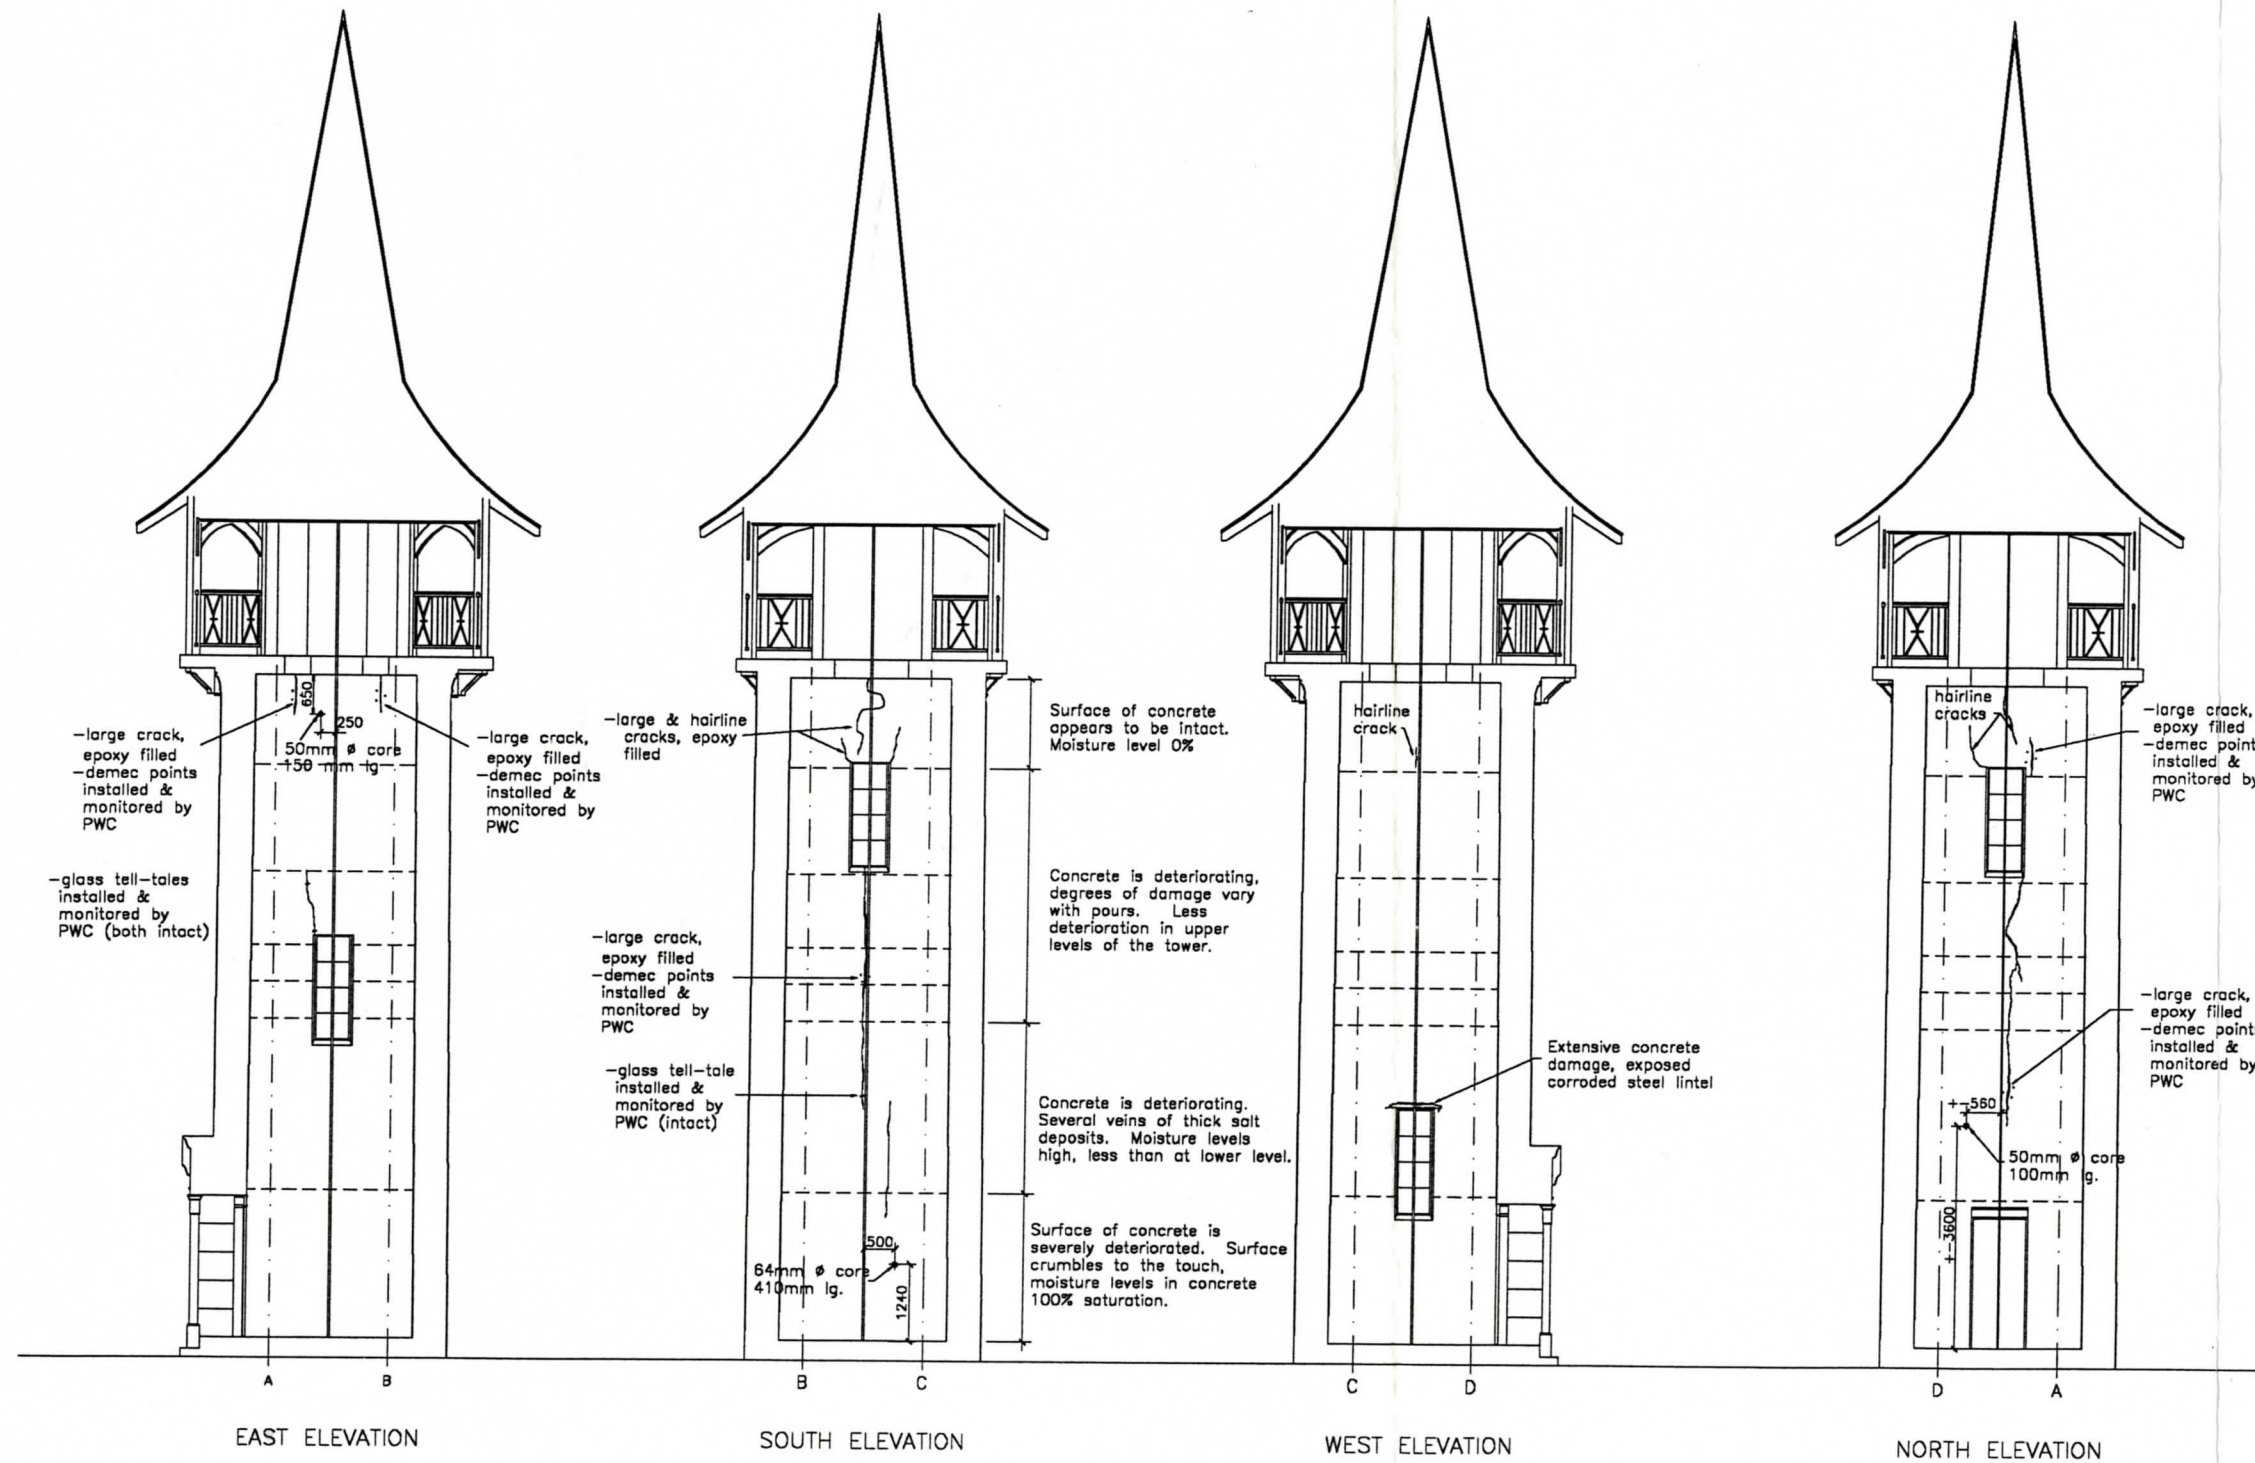 650
250
50mm ø core
150 mm lg
-large crack,
epoxy filled
-demec points
installed &
monitored by
PWC
-large crack,
epoxy filled
-demec points
installed &
monitored by
PWC
-glass tell-tales
installed &
monitored by
PWC (both intact)
A
B
EAST ELEVATION
-large & hairline
cracks, epoxy
filled
-large crack,
epoxy filled
-demec points
installed &
monitored by
PWC
-glass tell-tale
installed &
monitored by
PWC (intact)
500
64mm ø core
410mm lg.
1240
B
C
SOUTH ELEVATION
Surface of concrete
appears to be intact.
Moisture level 0%
Concrete is deteriorating,
degrees of damage vary
with pours. Less
deterioration in upper
levels of the tower.
Concrete is deteriorating.
Several veins of thick salt
deposits. Moisture levels
high, less than at lower level.
Surface of concrete is
severely deteriorated. Surface
crumbles to the touch,
moisture levels in concrete
100% saturation.
hairline
crack
Extensive concrete
damage, exposed
corroded steel lintel
C
D
WEST ELEVATION
hairline
cracks
-large crack,
epoxy filled
-demec point
installed &
monitored by
PWC
-large crack,
epoxy filled
-demec point
installed &
monitored by
PWC
+-560
50mm ø core
100mm lg.
+-3600
D
A
NORTH ELEVATION